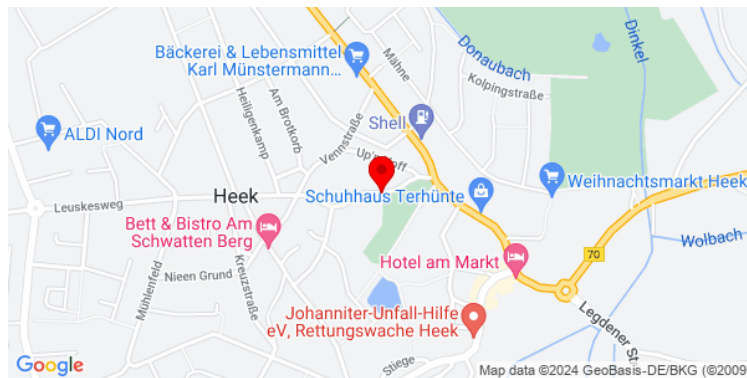 Bäckerei & Lebensmittel
Karl Münstermann...
Mähne
Donaubach
Dinkel
Kolpingstraße
ALDI Nord
Heiligenkamp
Am Brotkorb
Vennstraße
Shell
Heek
Leuskesweg
Schuhhaus Terhünte
Weihnachtsmarkt Heek
Bett & Bistro Am
Schwatten Berg
Wolbach
70
Hotel am Markt
Nieen Grund
Mühlenfeld
Kreuzstraße
Johanniter-Unfall-Hilfe
eV, Rettungswache Heek
Legdener St
Stiege
Google
Map data ©2024 GeoBasis-DE/BKG (©2009